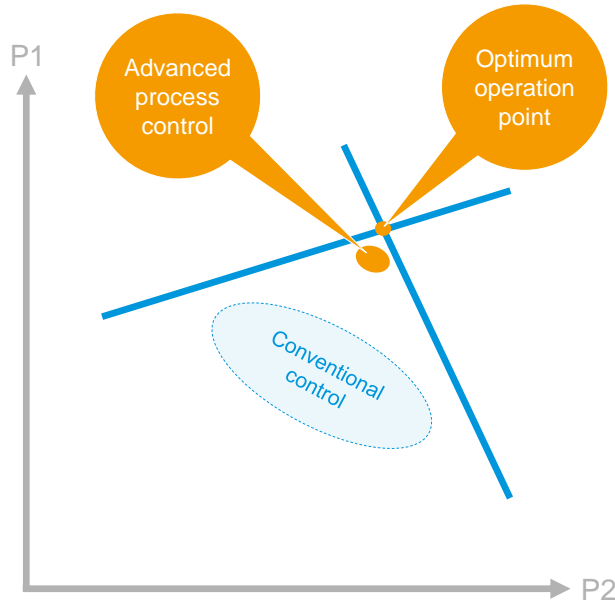 P1
Advanced
process
control
Optimum
operation
point
Conventional
control
P2